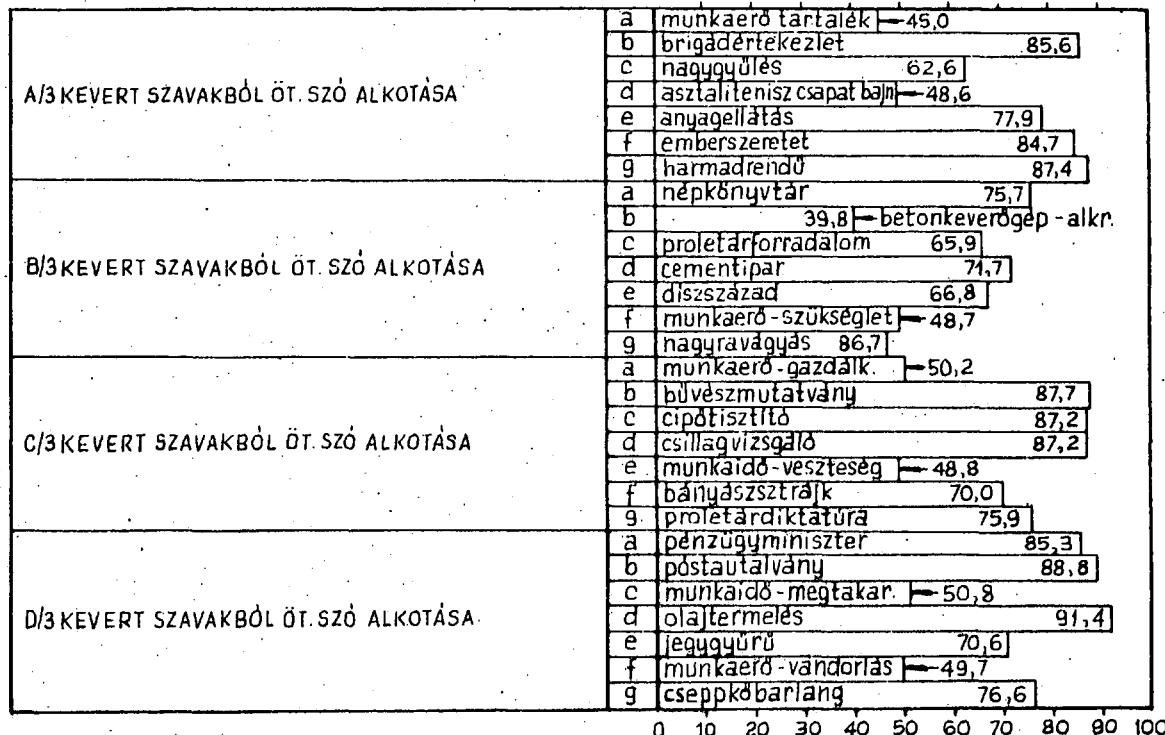 a munkaerő tartalék 45,0
b brigádértekezlet 85,6
c nagygyűlés 62,6
A/3 KEVERT SZAVAKBÓL ÖT. SZÓ ALKOTÁSA d asztalitenisz csapat bajn 48,6
e anyagellátás 77,9
f emberszeretet 84,7
g harmadrendű 87,4
a népkönyvtár 75,7
b 39,8 betonkeverőgép-alkr.
c proletárforradalom 65,9
B/3 KEVERT SZAVAKBÓL ÖT. SZÓ ALKOTÁSA d cementipar 71,7
e díszszázad 66,8
f munkaerő-szükséglet 48,7
g nagyravágyás 86,7
a munkaerő-gazdálk. 50,2
b bűvészmutatvány 87,7
c cipőtisztító 87,2
C/3 KEVERT SZAVAKBÓL ÖT. SZÓ ALKOTÁSA d csillagvizsgáló 87,2
e munkaidő-veszteség 48,8
f bányászsztrájk 70,0
g proletárdiktatúra 75,9
a pénzügyminiszter 85,3
b postautalvány 88,8
c munkaidő-megtakar. 50,8
D/3 KEVERT SZAVAKBÓL ÖT. SZÓ ALKOTÁSA d olajtermelés 91,4
e jegygyűrű 70,6
f munkaerő-vándorlás 49,7
g cseppkőbarlang 76,6
0 10 20 30 40 50 60 70 80 90 100